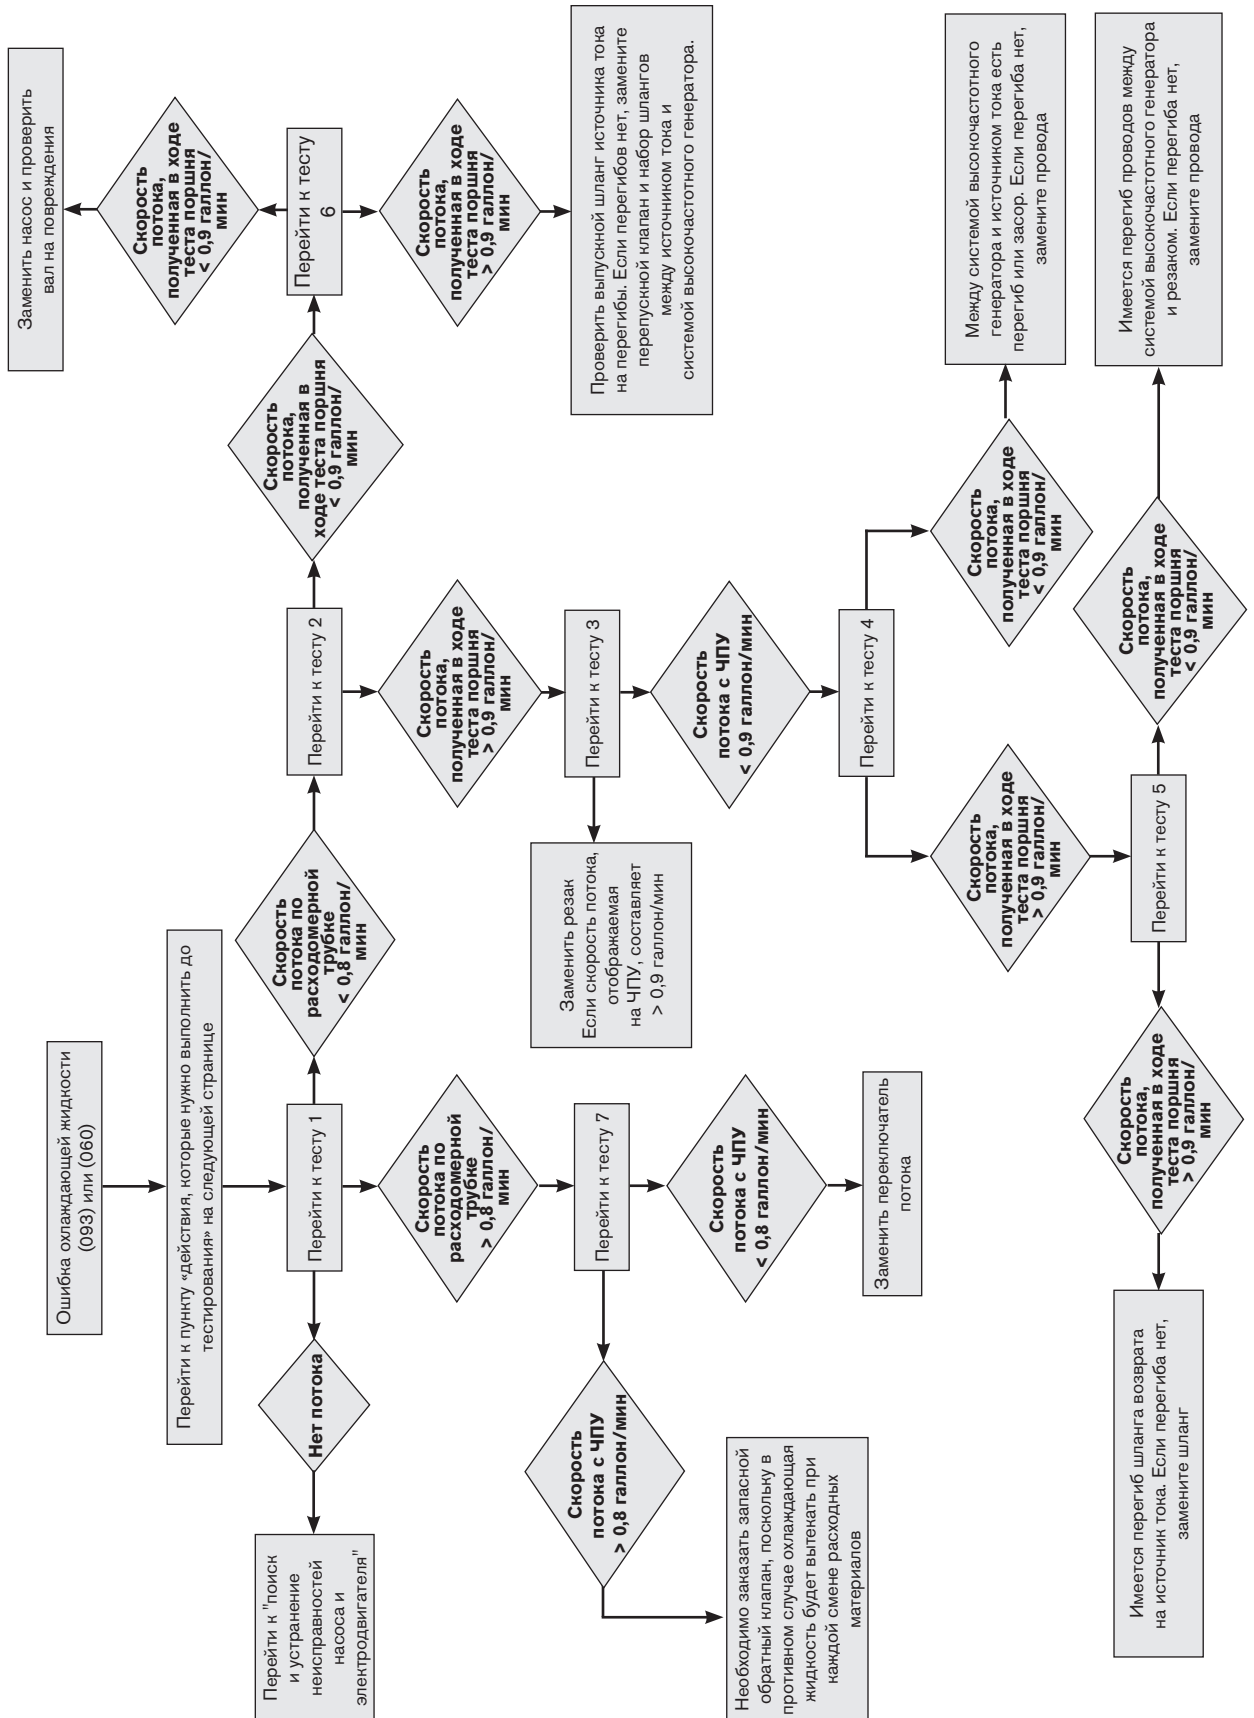 Ошибка охлаждающей жидкости
(093) или (060)
Перейти к пункту «действия, которые нужно выполнить до
тестирования» на следующей странице
Перейти к тесту 1
Нет потока
Перейти к "поиск
и устранение
неисправностей
насоса и
электродвигателя"
Скорость
потока по
расходомерной
трубке
< 0,8 галлон/
мин
Перейти к тесту 2
Скорость
потока,
полученная в
ходе теста поршня
< 0,9 галлон/
мин
Перейти к тесту
6
Скорость
потока,
полученная в ходе
теста поршня
< 0,9 галлон/
мин
Заменить насос и проверить
вал на повреждения
Скорость
потока,
полученная в ходе
теста поршня
> 0,9 галлон/
мин
Проверить выпускной шланг источника тока
на перегибы. Если перегибов нет, замените
перепускной клапан и набор шлангов
между источником тока и
системой высокочастотного генератора.
Скорость
потока по
расходомерной
трубке
> 0,8 галлон/
мин
Перейти к тесту 7
Скорость
потока с ЧПУ
> 0,8 галлон/мин
Необходимо заказать запасной
обратный клапан, поскольку в
противном случае охлаждающая
жидкость будет вытекать при
каждой смене расходных
материалов
Скорость
потока с ЧПУ
< 0,8 галлон/мин
Заменить переключатель
потока
Скорость
потока,
полученная в ходе
теста поршня
> 0,9 галлон/
мин
Перейти к тесту 3
Заменить резак
Если скорость потока,
отображаемая
на ЧПУ, составляет
> 0,9 галлон/мин
Скорость
потока с ЧПУ
< 0,9 галлон/мин
Перейти к тесту 4
Скорость
потока,
полученная в ходе
теста поршня
< 0,9 галлон/
мин
Между системой высокочастотного
генератора и источником тока есть
перегиб или засор. Если перегиба нет,
замените провода
Скорость
потока,
полученная в ходе
теста поршня
> 0,9 галлон/
мин
Перейти к тесту 5
Скорость
потока,
полученная в ходе
теста поршня
< 0,9 галлон/
мин
Имеется перегиб проводов между
системой высокочастотного генератора
и резаком. Если перегиба нет,
замените провода
Скорость
потока,
полученная в ходе
теста поршня
> 0,9 галлон/
мин
Имеется перегиб шланга возврата
на источник тока. Если перегиба нет,
замените шланг